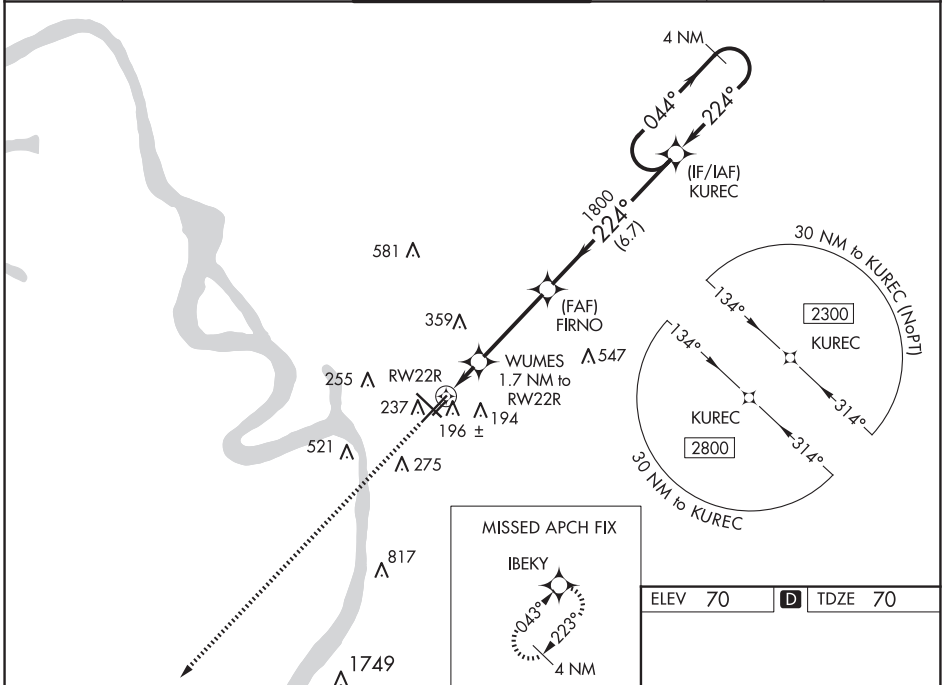 4 NM
044°
224°
(IF/IAF)
KUREC
1800
224°
(6.7)
581
30 NM to KUREC (NoPT)
134°
2300
KUREC
314°
(FAF)
FIRNO
359
134°
547
WUMES
1.7 NM to
RW22R
255
RW22R
237
196 ±
194
KUREC
2800
314°
30 NM to KUREC
521
275
MISSED APCH FIX
IBEKY
043°
223°
4 NM
817
1749
ELEV 70
D
TDZE 70